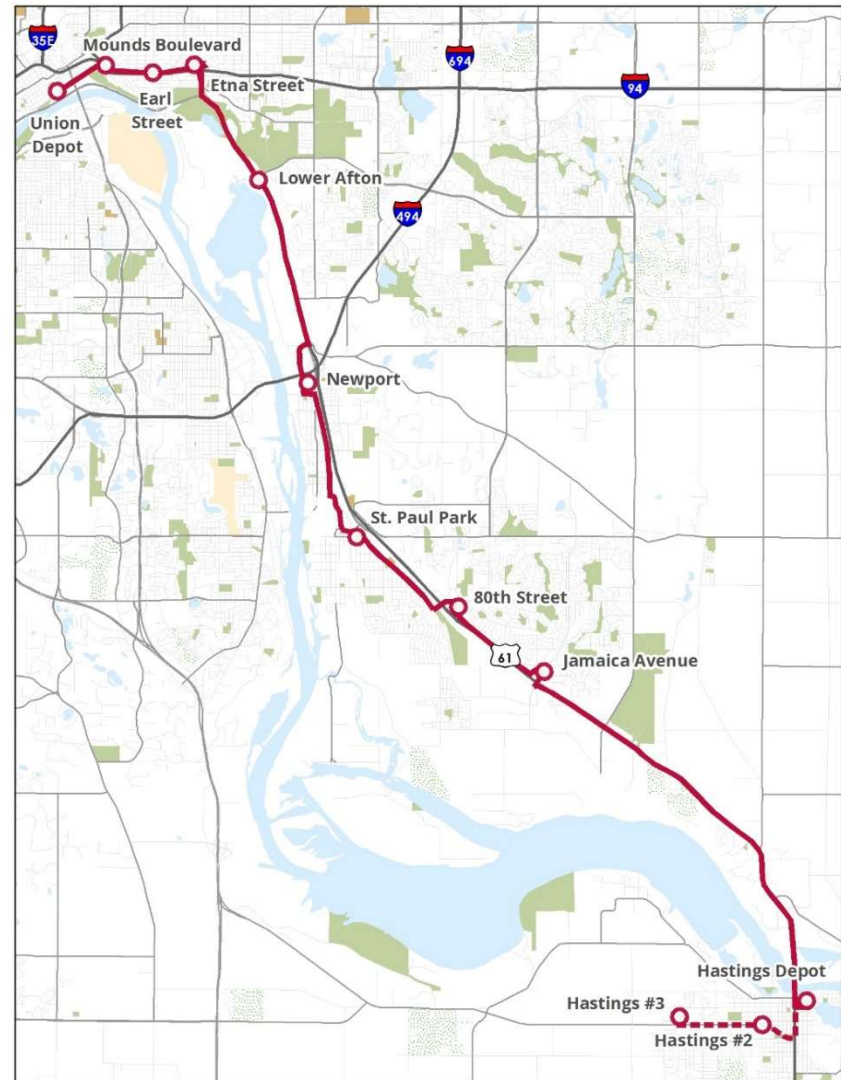 35E
Mounds Boulevard
694
94
Etna Street
Earl
Street
Union
Depot
Lower Afton
494
Newport
St. Paul Park
80th Street
61
Jamaica Avenue
Hastings Depot
Hastings #3
Hastings #2